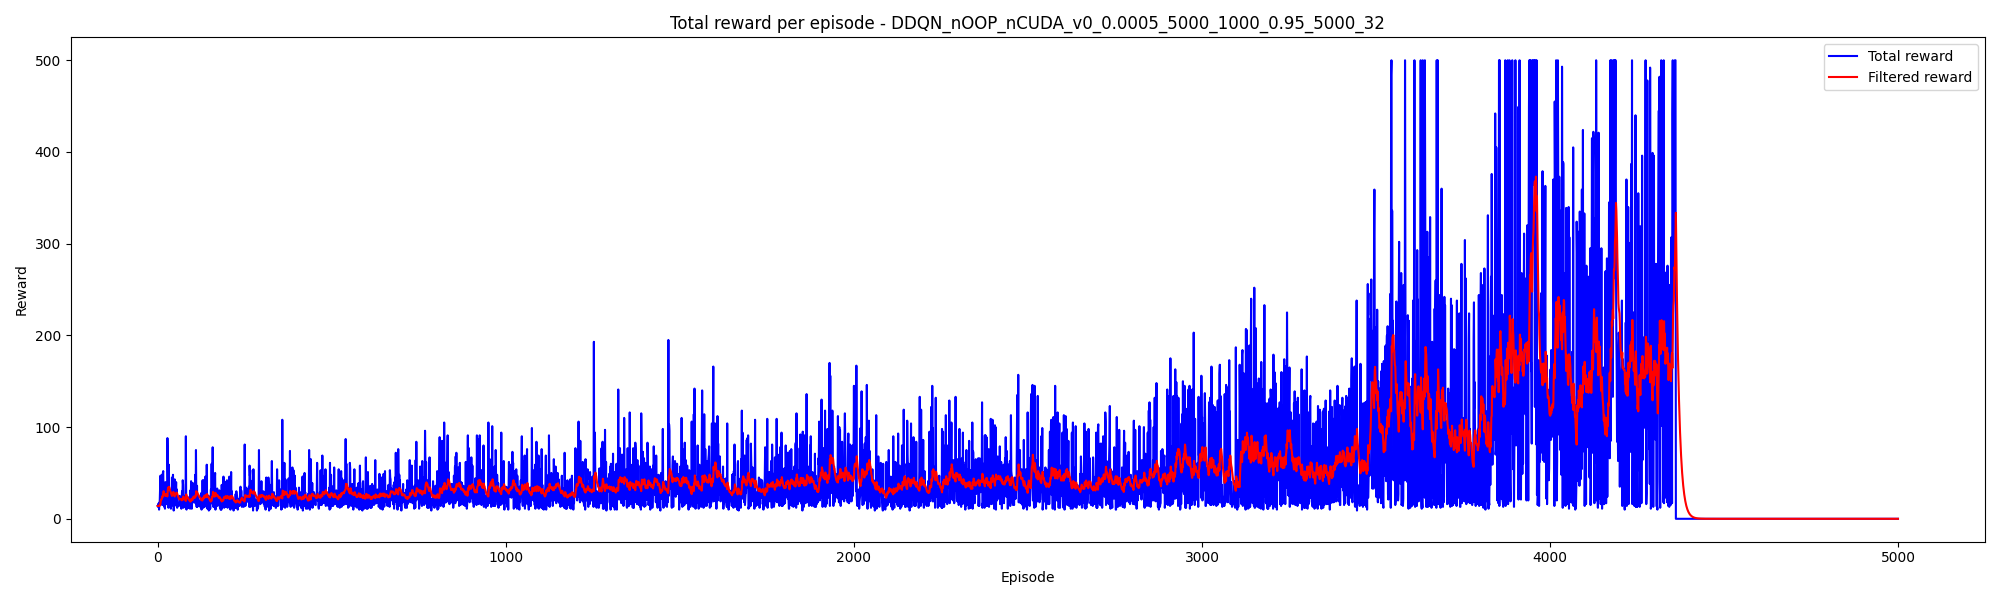 Total reward per episode - DDQN_nOOP_nCUDA_v0_0.0005_5000_1000_0.95_5000_32
Total reward
Filtered reward
Reward
500
400
300
200
100
0
0 1000 2000 3000 4000 5000
Episode